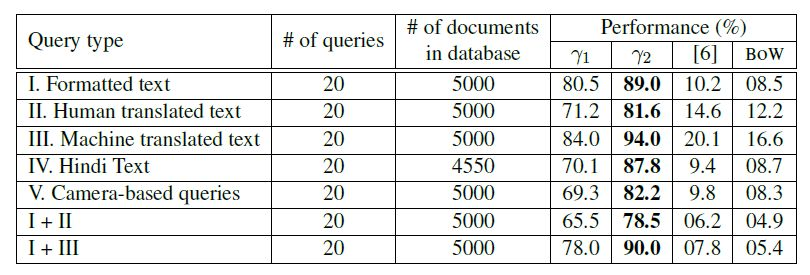 Query type # of queries # of documents in database Performance (%)
γ1 γ2 [6] BoW
I. Formatted text 20 5000 80.5 89.0 10.2 08.5
II. Human translated text 20 5000 71.2 81.6 14.6 12.2
III. Machine translated text 20 5000 84.0 94.0 20.1 16.6
IV. Hindi Text 20 4550 70.1 87.8 9.4 08.7
V. Camera-based queries 20 5000 69.3 82.2 9.8 08.3
I + II 20 5000 65.5 78.5 06.2 04.9
I + III 20 5000 78.0 90.0 07.8 05.4